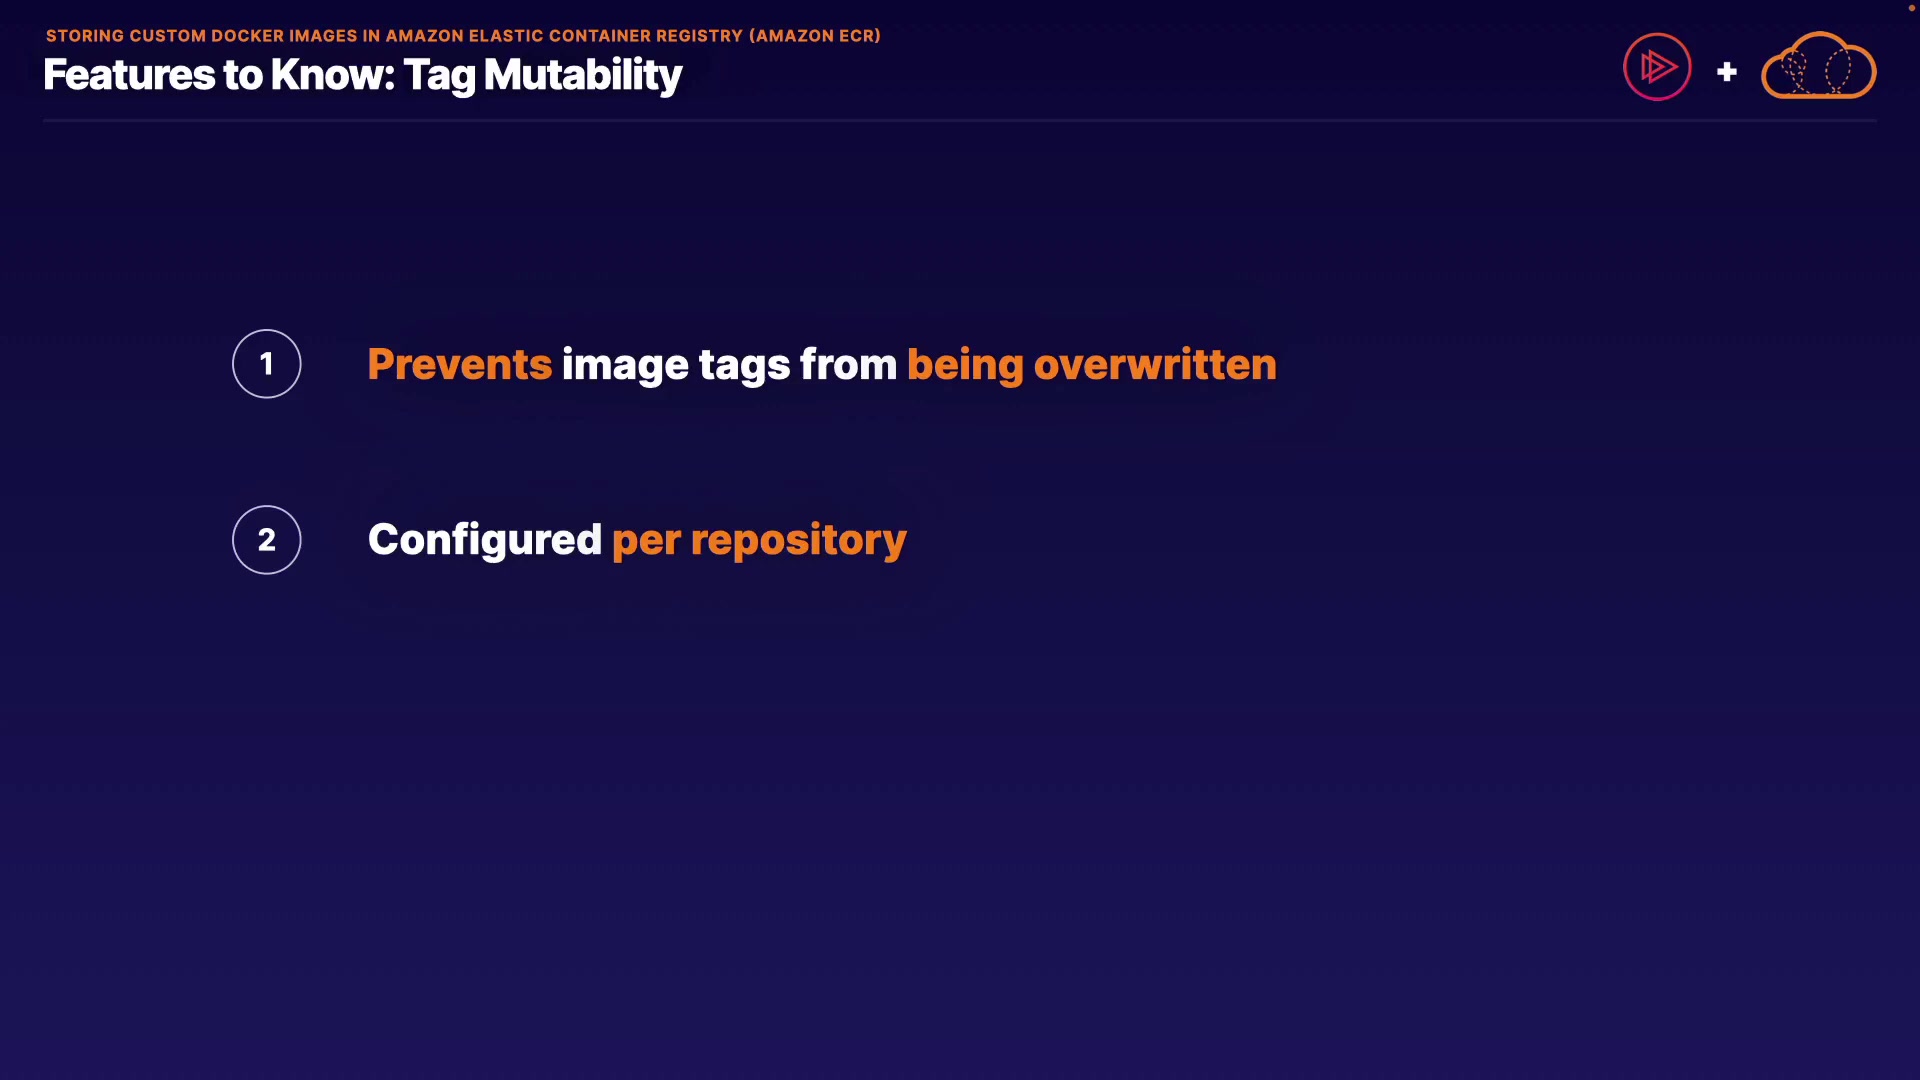 STORING CUSTOM DOCKER IMAGES IN AMAZON ELASTIC CONTAINER REGISTRY (AMAZON ECR)
Features to Know: Tag Mutability
+
1 Prevents image tags from being overwritten
2 Configured per repository